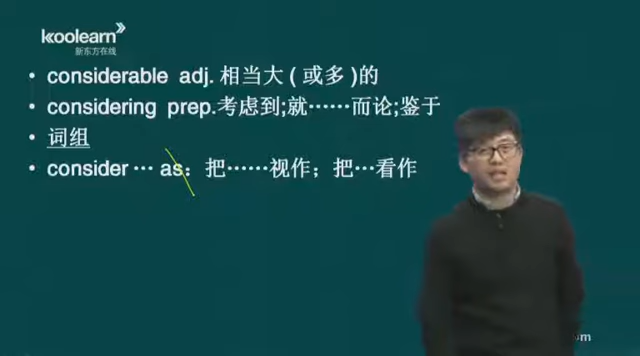 koolearn
新东方在线
• considerable adj. 相当大 ( 或多 )的
• considering prep.考虑到;就……而论;鉴于
• 词组
• consider … as：把……视作；把…看作